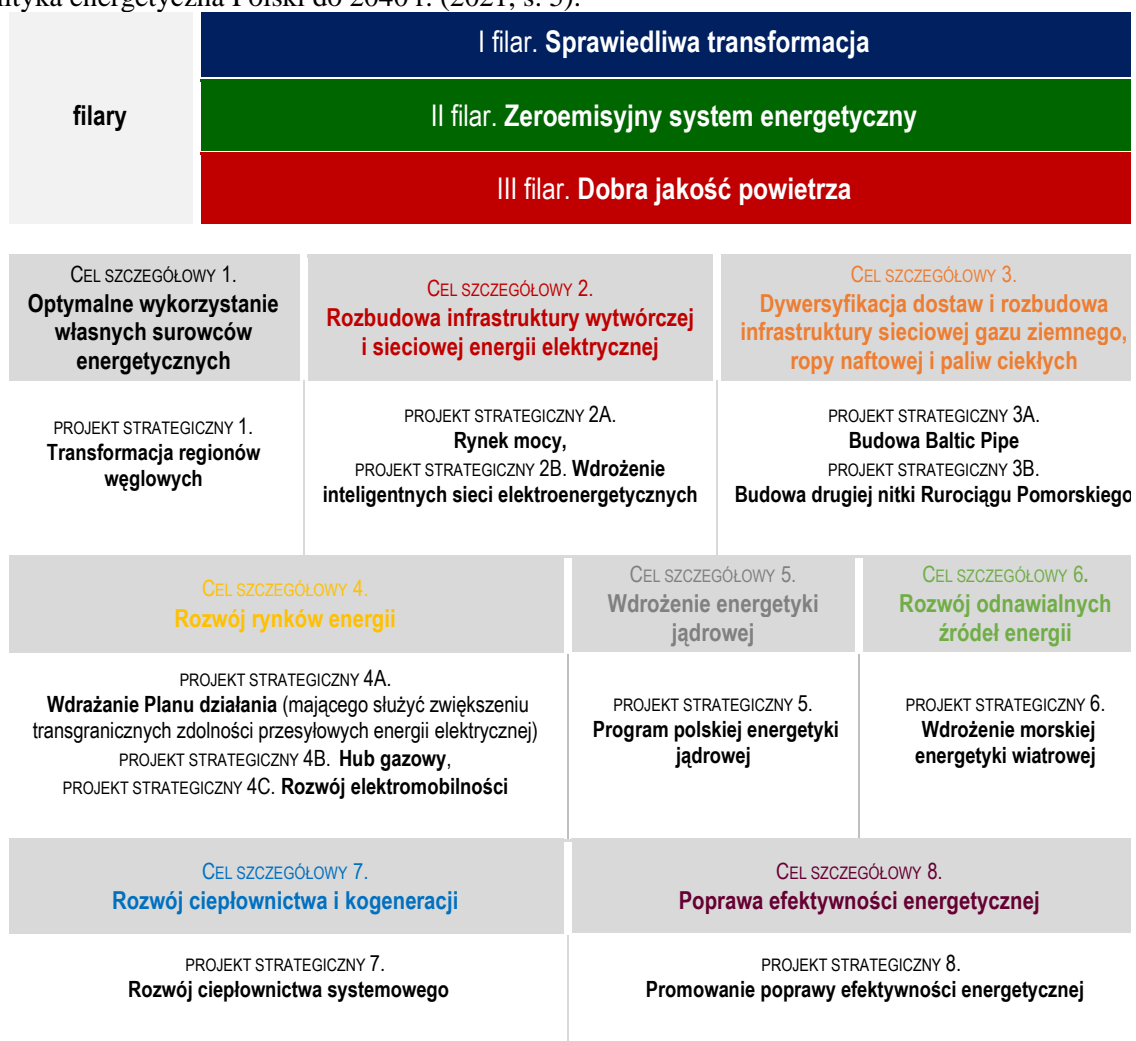 energetyczna Polski do 2040 r. (2021, s. 5).
filary
I filar. Sprawiedliwa transformacja
II filar. Zeroemisyjny system energetyczny
III filar. Dobra jakość powietrza
CEL SZCZEGÓŁOWY 1.
Optymalne wykorzystanie
własnych surowców
energetycznych
CEL SZCZEGÓŁOWY 2.
Rozbudowa infrastruktury wytwórczej
i sieciowej energii elektrycznej
CEL SZCZEGÓŁOWY 3.
Dywersyfikacja dostaw i rozbudowa
infrastruktury sieciowej gazu ziemnego,
ropy naftowej i paliw ciekłych
PROJEKT STRATEGICZNY 1.
Transformacja regionów
węglowych
PROJEKT STRATEGICZNY 2A.
Rynek mocy,
PROJEKT STRATEGICZNY 2B. Wdrożenie
inteligentnych sieci elektroenergetycznych
PROJEKT STRATEGICZNY 3A.
Budowa Baltic Pipe
PROJEKT STRATEGICZNY 3B.
Budowa drugiej nitki Rurociągu Pomorskiego
CEL SZCZEGÓŁOWY 4.
Rozwój rynków energii
CEL SZCZEGÓŁOWY 5.
Wdrożenie energetyki
jądrowej
CEL SZCZEGÓŁOWY 6.
Rozwój odnawialnych
źródeł energii
PROJEKT STRATEGICZNY 4A.
Wdrażanie Planu działania (mającego służyć zwiększeniu
transgranicznych zdolności przesyłowych energii elektrycznej)
PROJEKT STRATEGICZNY 4B. Hub gazowy,
PROJEKT STRATEGICZNY 4C. Rozwój elektromobilności
PROJEKT STRATEGICZNY 5.
Program polskiej energetyki
jądrowej
PROJEKT STRATEGICZNY 6.
Wdrożenie morskiej
energetyki wiatrowej
CEL SZCZEGÓŁOWY 7.
Rozwój ciepłownictwa i kogeneracji
CEL SZCZEGÓŁOWY 8.
Poprawa efektywności energetycznej
PROJEKT STRATEGICZNY 7.
Rozwój ciepłownictwa systemowego
PROJEKT STRATEGICZNY 8.
Promowanie poprawy efektywności energetycznej